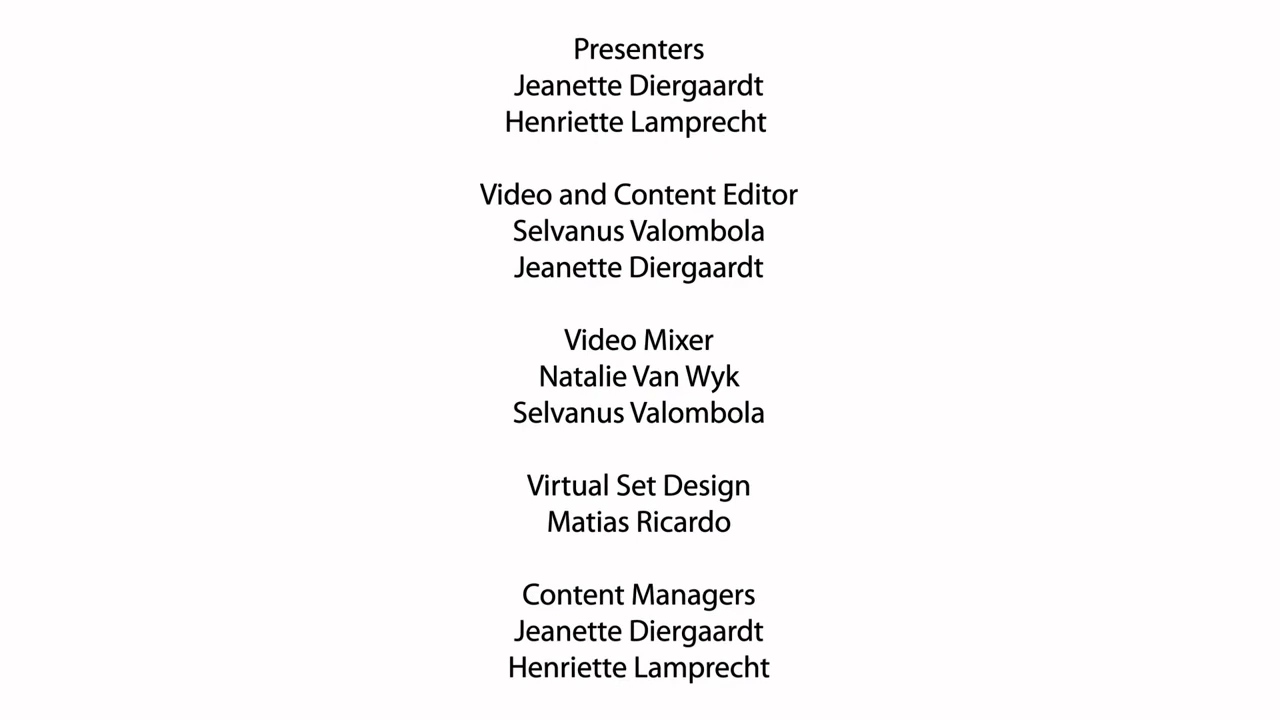 Presenters
Jeanette Diergaardt
Henriette Lamprecht
Video and Content Editor
Selvanus Valombola
Jeanette Diergaardt
Video Mixer
Natalie Van Wyk
Selvanus Valombola
Virtual Set Design
Matias Ricardo
Content Managers
Jeanette Diergaardt
Henriette Lamprecht